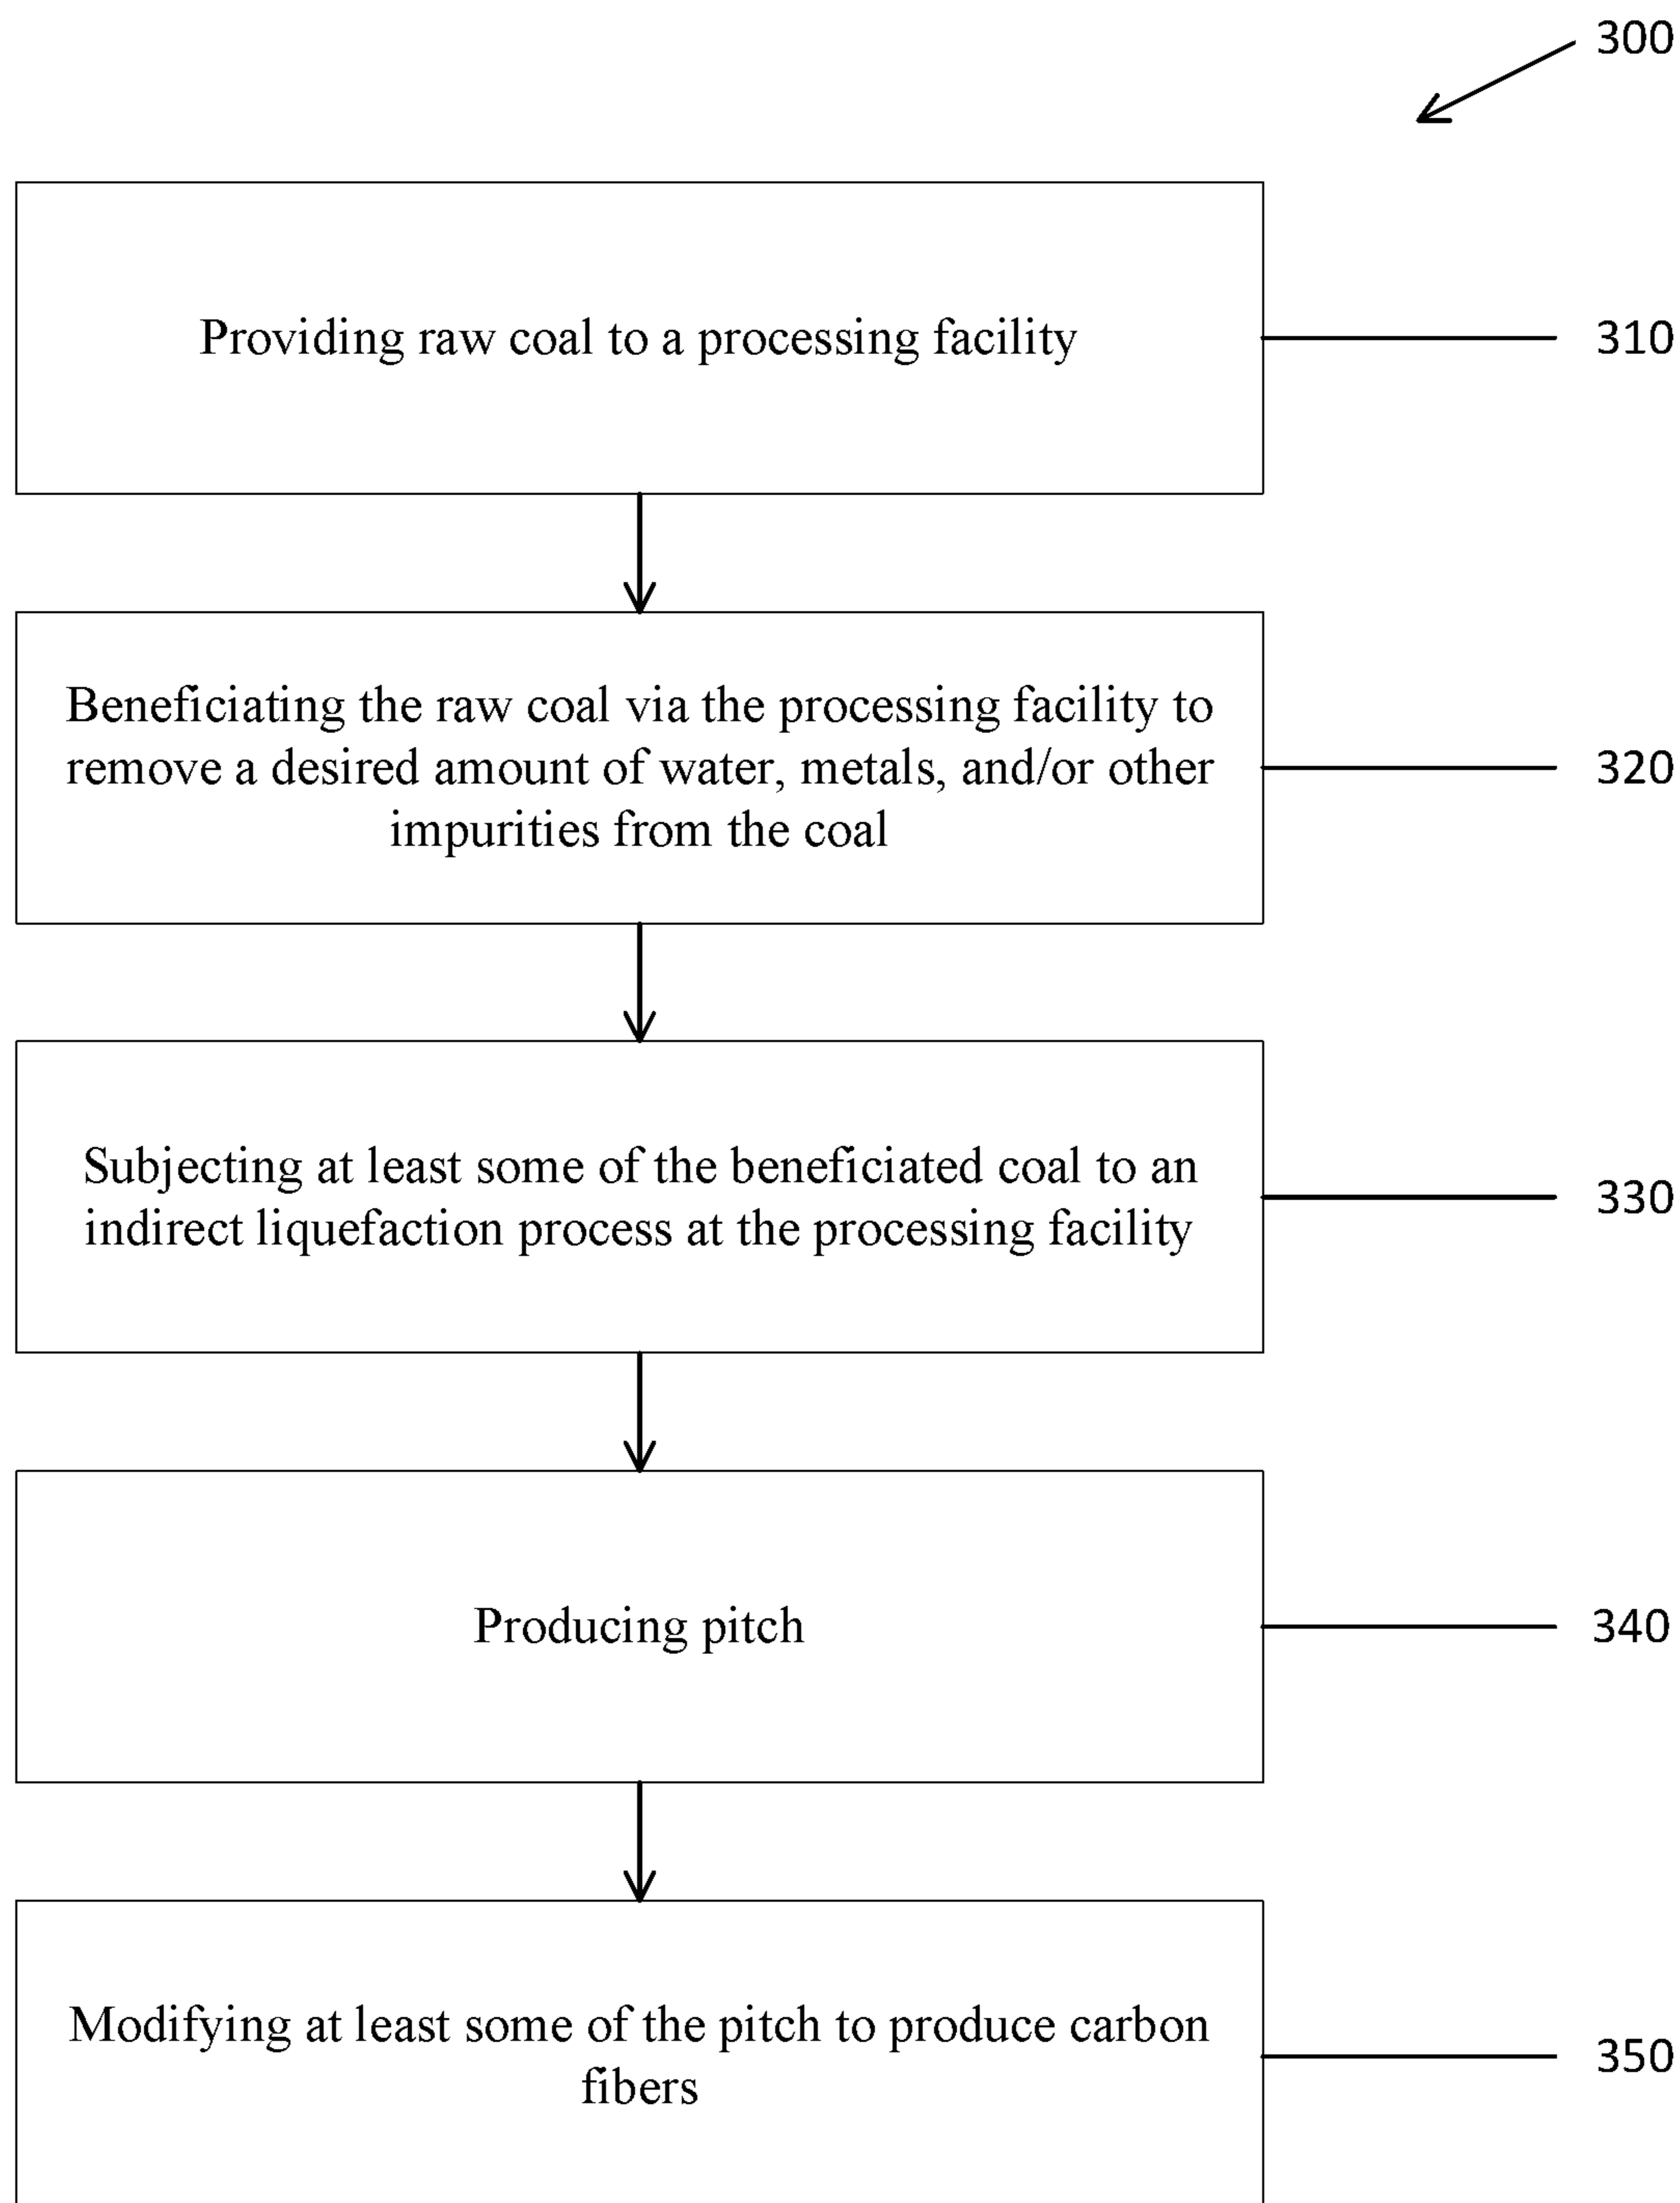 300
Providing raw coal to a processing facility
310
Beneficiating the raw coal via the processing facility to
remove a desired amount of water, metals, and/or other
impurities from the coal
320
Subjecting at least some of the beneficiated coal to an
indirect liquefaction process at the processing facility
330
Producing pitch
340
Modifying at least some of the pitch to produce carbon
fibers
350